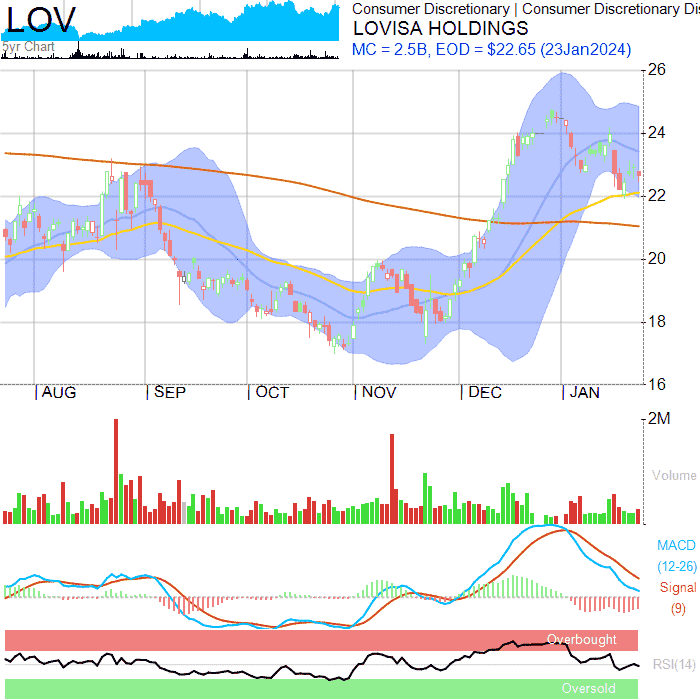 LOV
5yr Chart
Consumer Discretionary | Consumer Discretionary Dis
LOVISA HOLDINGS
MC = 2.5B, EOD = $22.65 (23Jan2024)
26
24
22
20
18
16
AUG SEP OCT NOV DEC JAN
2M
Volume
MACD
(12-26)
Signal
(9)
Overbought
RSI(14)
Oversold